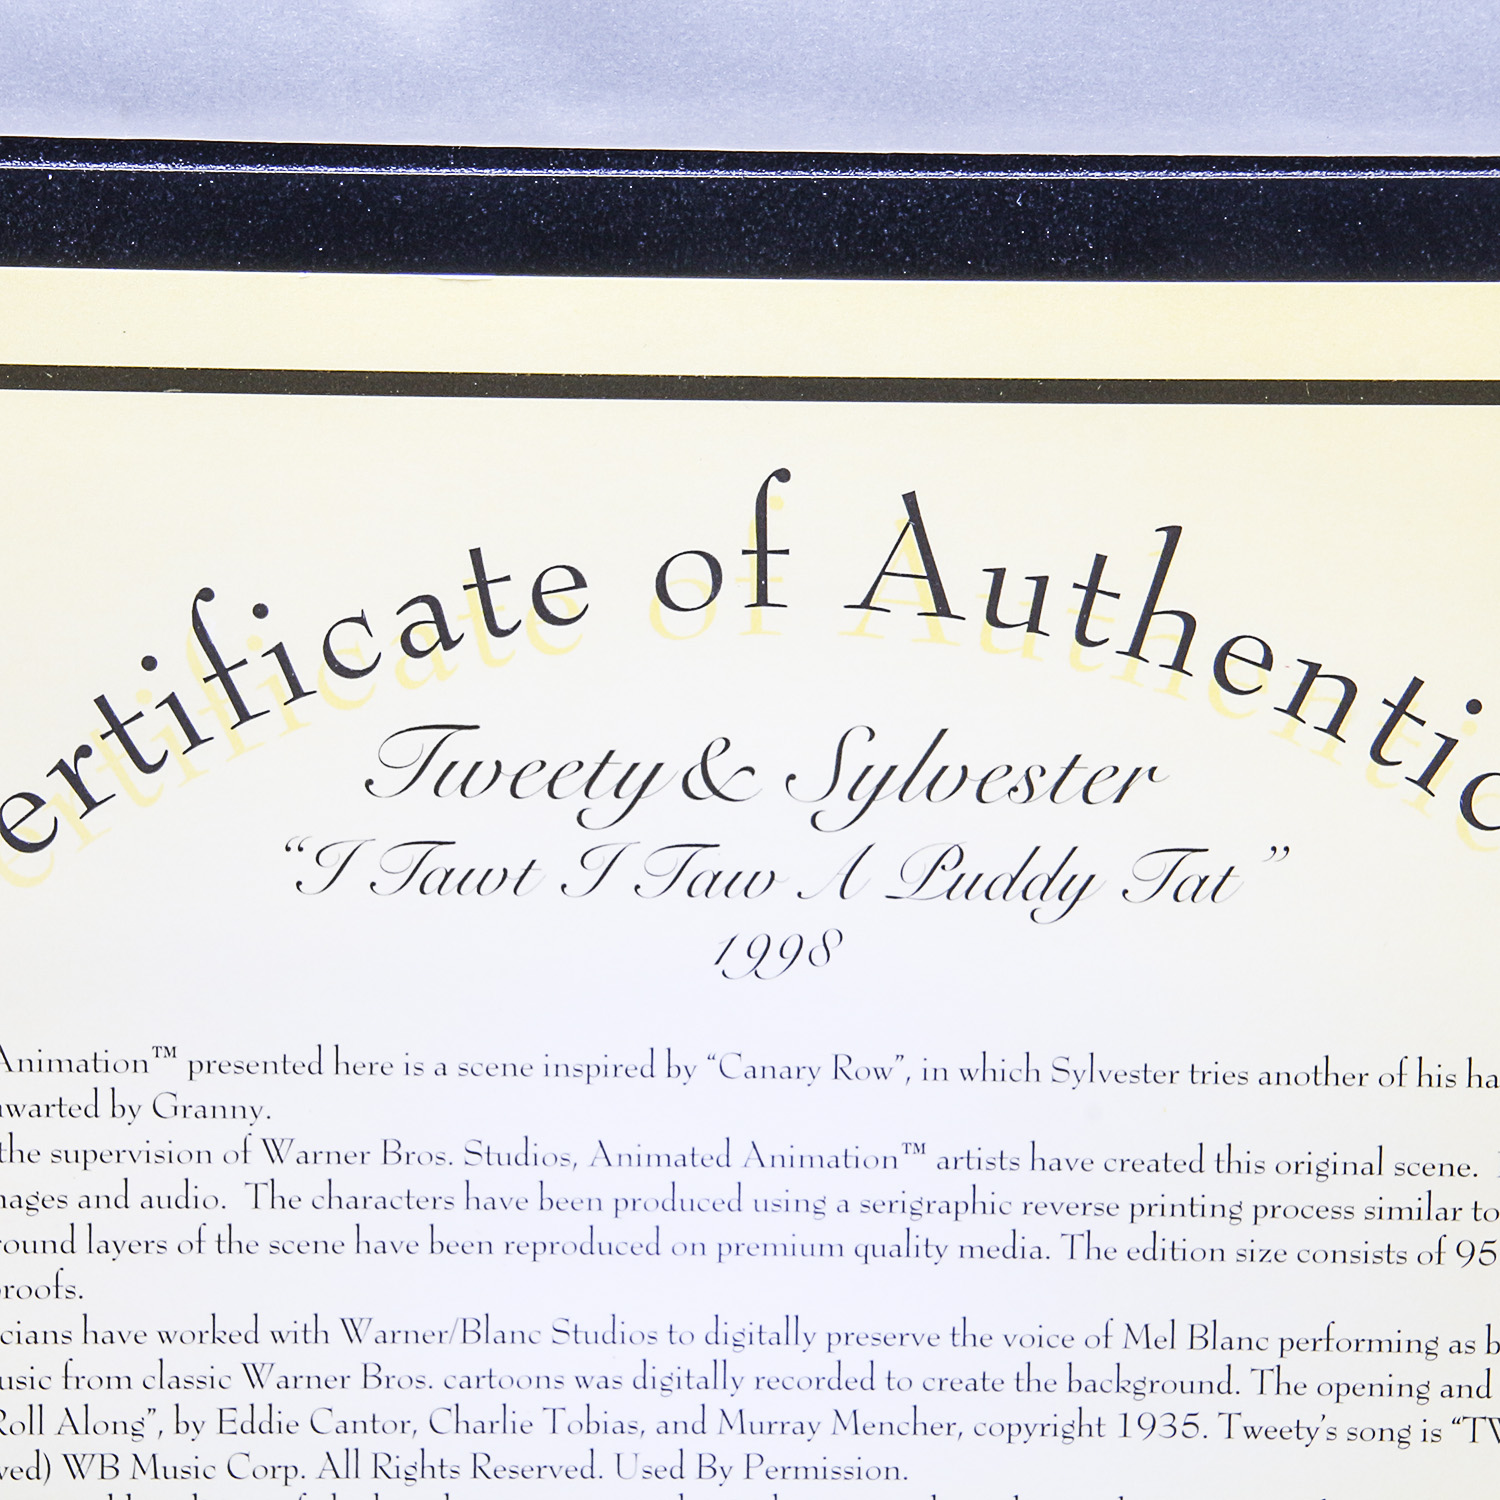 ertificate of Authentic
Tweety & Sylvester
“I Tawt I Taw A Puddy Tat”
1998
Animation™ presented here is a scene inspired by “Canary Row”, in which Sylvester tries another of his ha
warted by Granny.
the supervision of Warner Bros. Studios, Animated Animation™ artists have created this original scene.
ages and audio. The characters have been produced using a serigraphic reverse printing process similar to
round layers of the scene have been reproduced on premium quality media. The edition size consists of 95
roofs.
cians have worked with Warner/Blanc Studios to digitally preserve the voice of Mel Blanc performing as b
usic from classic Warner Bros. cartoons was digitally recorded to create the background. The opening and
Roll Along”, by Eddie Cantor, Charlie Tobias, and Murray Mencher, copyright 1935. Tweety’s song is “TW
ved) WB Music Corp. All Rights Reserved. Used By Permission.